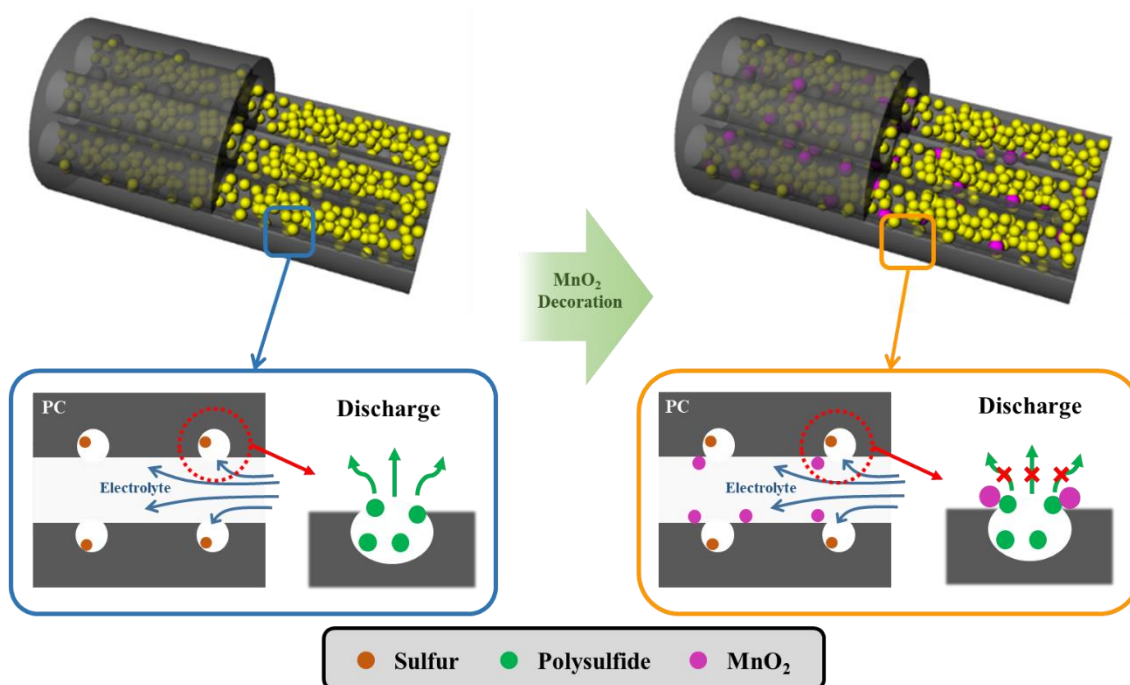 MnO₂
Decoration
PC
Discharge
Electrolyte
PC
Discharge
Electrolyte
Sulfur
Polysulfide
MnO₂